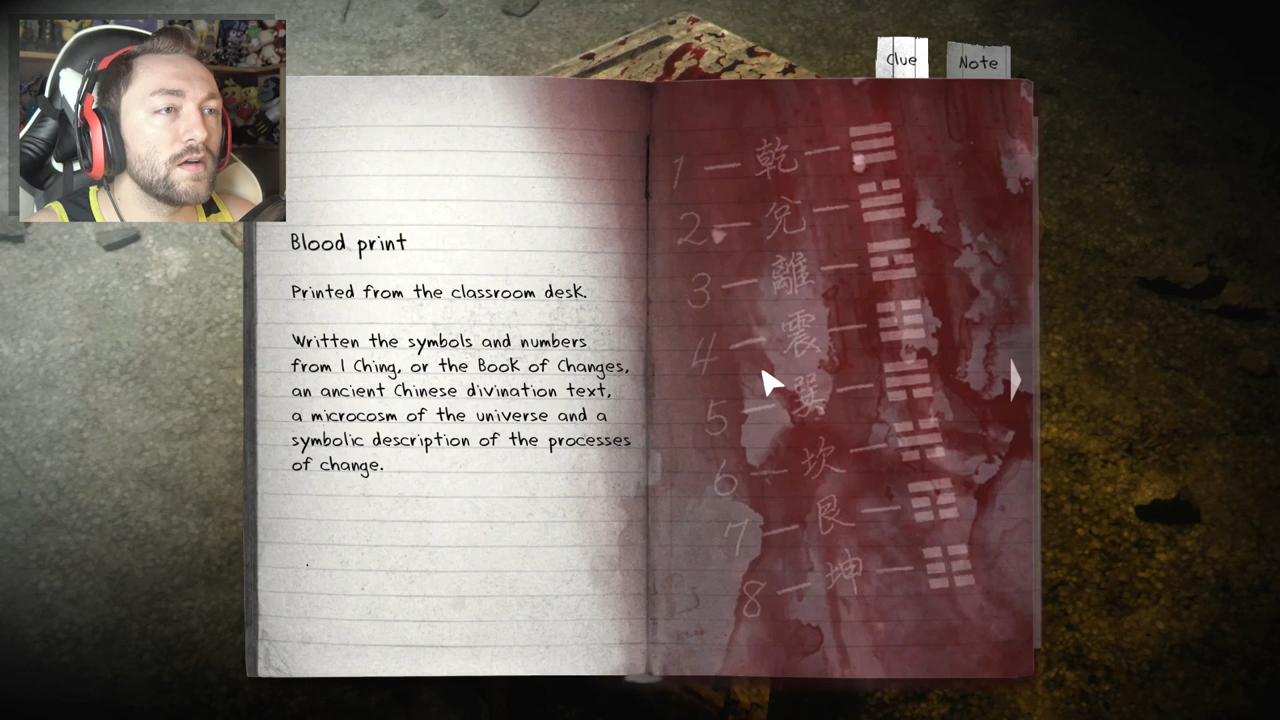 Clue
Note
Blood print
Printed from the classroom desk.
Written the symbols and numbers
from I Ching, or the Book of Changes,
an ancient Chinese divination text,
a microcosm of the universe and a
symbolic description of the processes
of change.
1 — 乾 — ☰
2 — 兌 — ☱
3 — 離 — ☲
4 — 震 — ☳
5 — 巽 — ☴
6 — 坎 — ☵
7 — 艮 — ☶
8 — 坤 — ☷